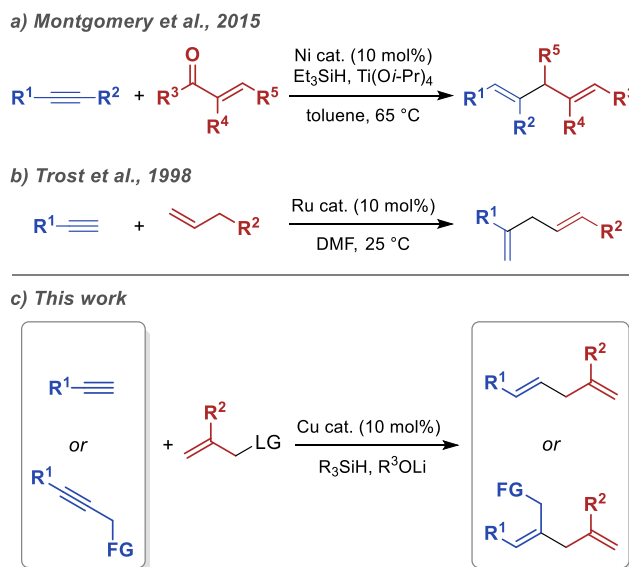 a) Montgomery et al., 2015
R1 R2 + R3 O R4 R5 Ni cat. (10 mol%) R1 R2 R5 R4 R3
Et3SiH, Ti(Oi-Pr)4
toluene, 65 °C
b) Trost et al., 1998
R1 + R2 Ru cat. (10 mol%) R1 R2
DMF, 25 °C
c) This work
R1 R2 R1 R2
or + LG Cu cat. (10 mol%) or
R3SiH, R3OLi
R1 FG FG R1 R2